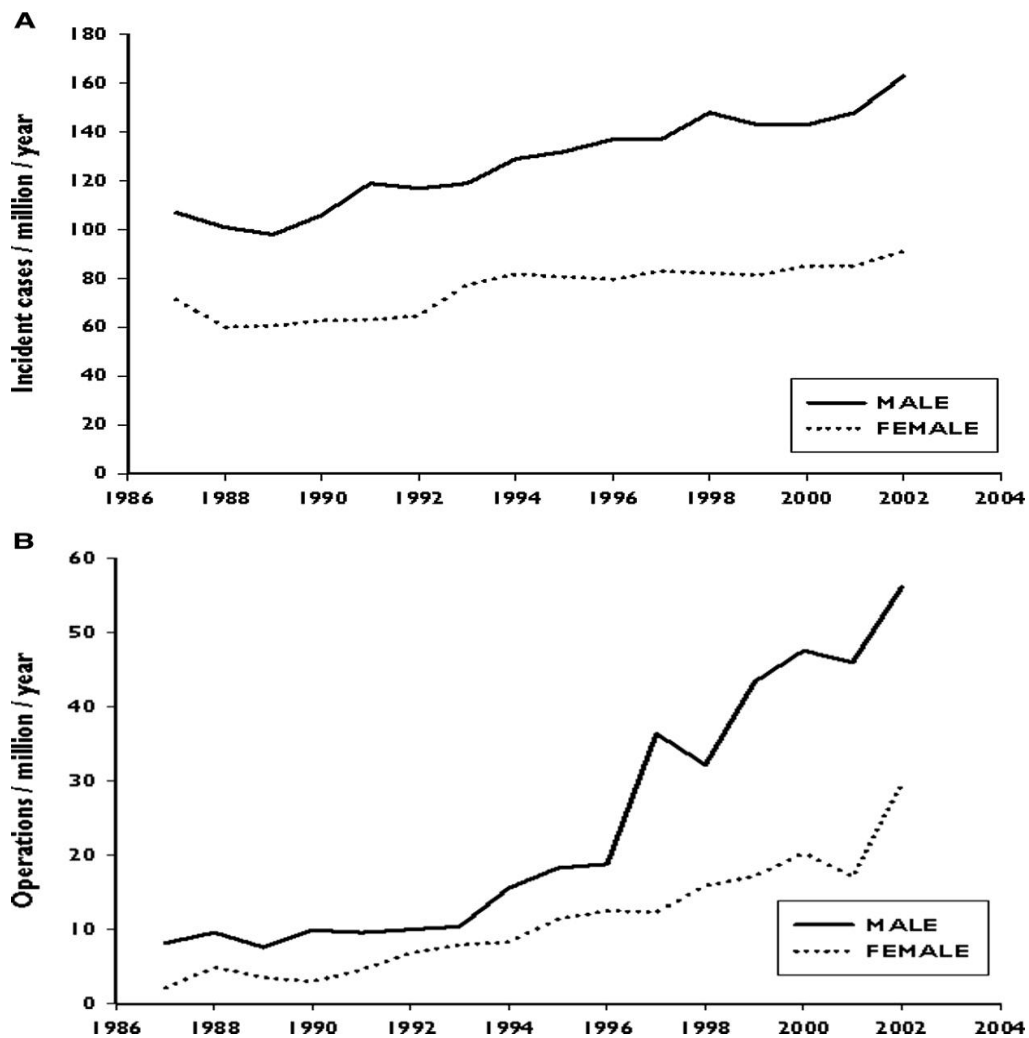 A
180
160
140
120
100
80
60
40
20
0
Incident cases / million / year
1986 1988 1990 1992 1994 1996 1998 2000 2002 2004
MALE
FEMALE
B
60
50
40
30
20
10
0
Operations / million / year
1986 1988 1990 1992 1994 1996 1998 2000 2002 2004
MALE
FEMALE